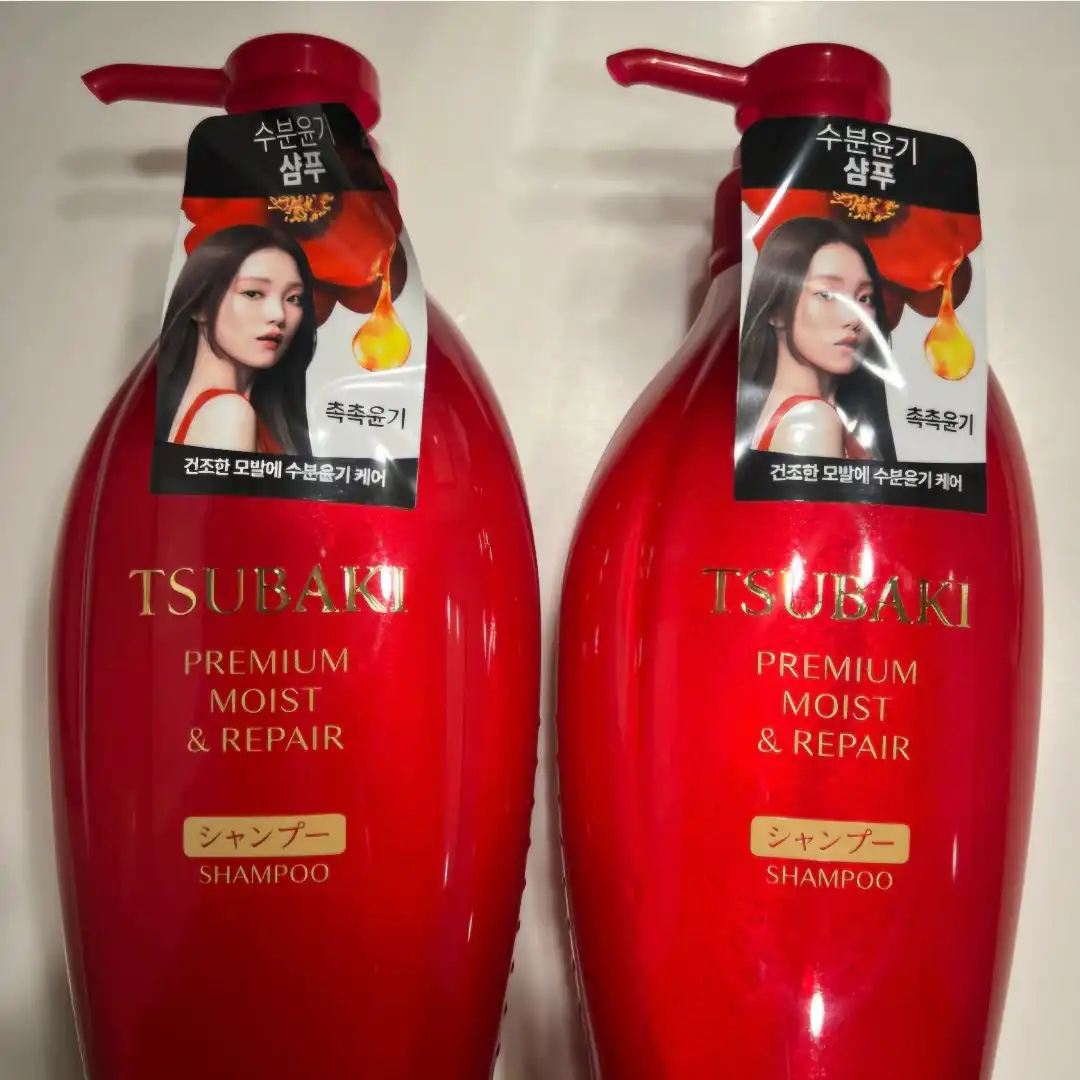 수분윤기
샴푸
촉촉윤기
건조한 모발에 수분윤기 케어
TSUBAKI
PREMIUM
MOIST
& REPAIR
シャンプー
SHAMPOO
수분윤기
샴푸
촉촉윤기
건조한 모발에 수분윤기 케어
TSUBAKI
PREMIUM
MOIST
& REPAIR
シャンプー
SHAMPOO